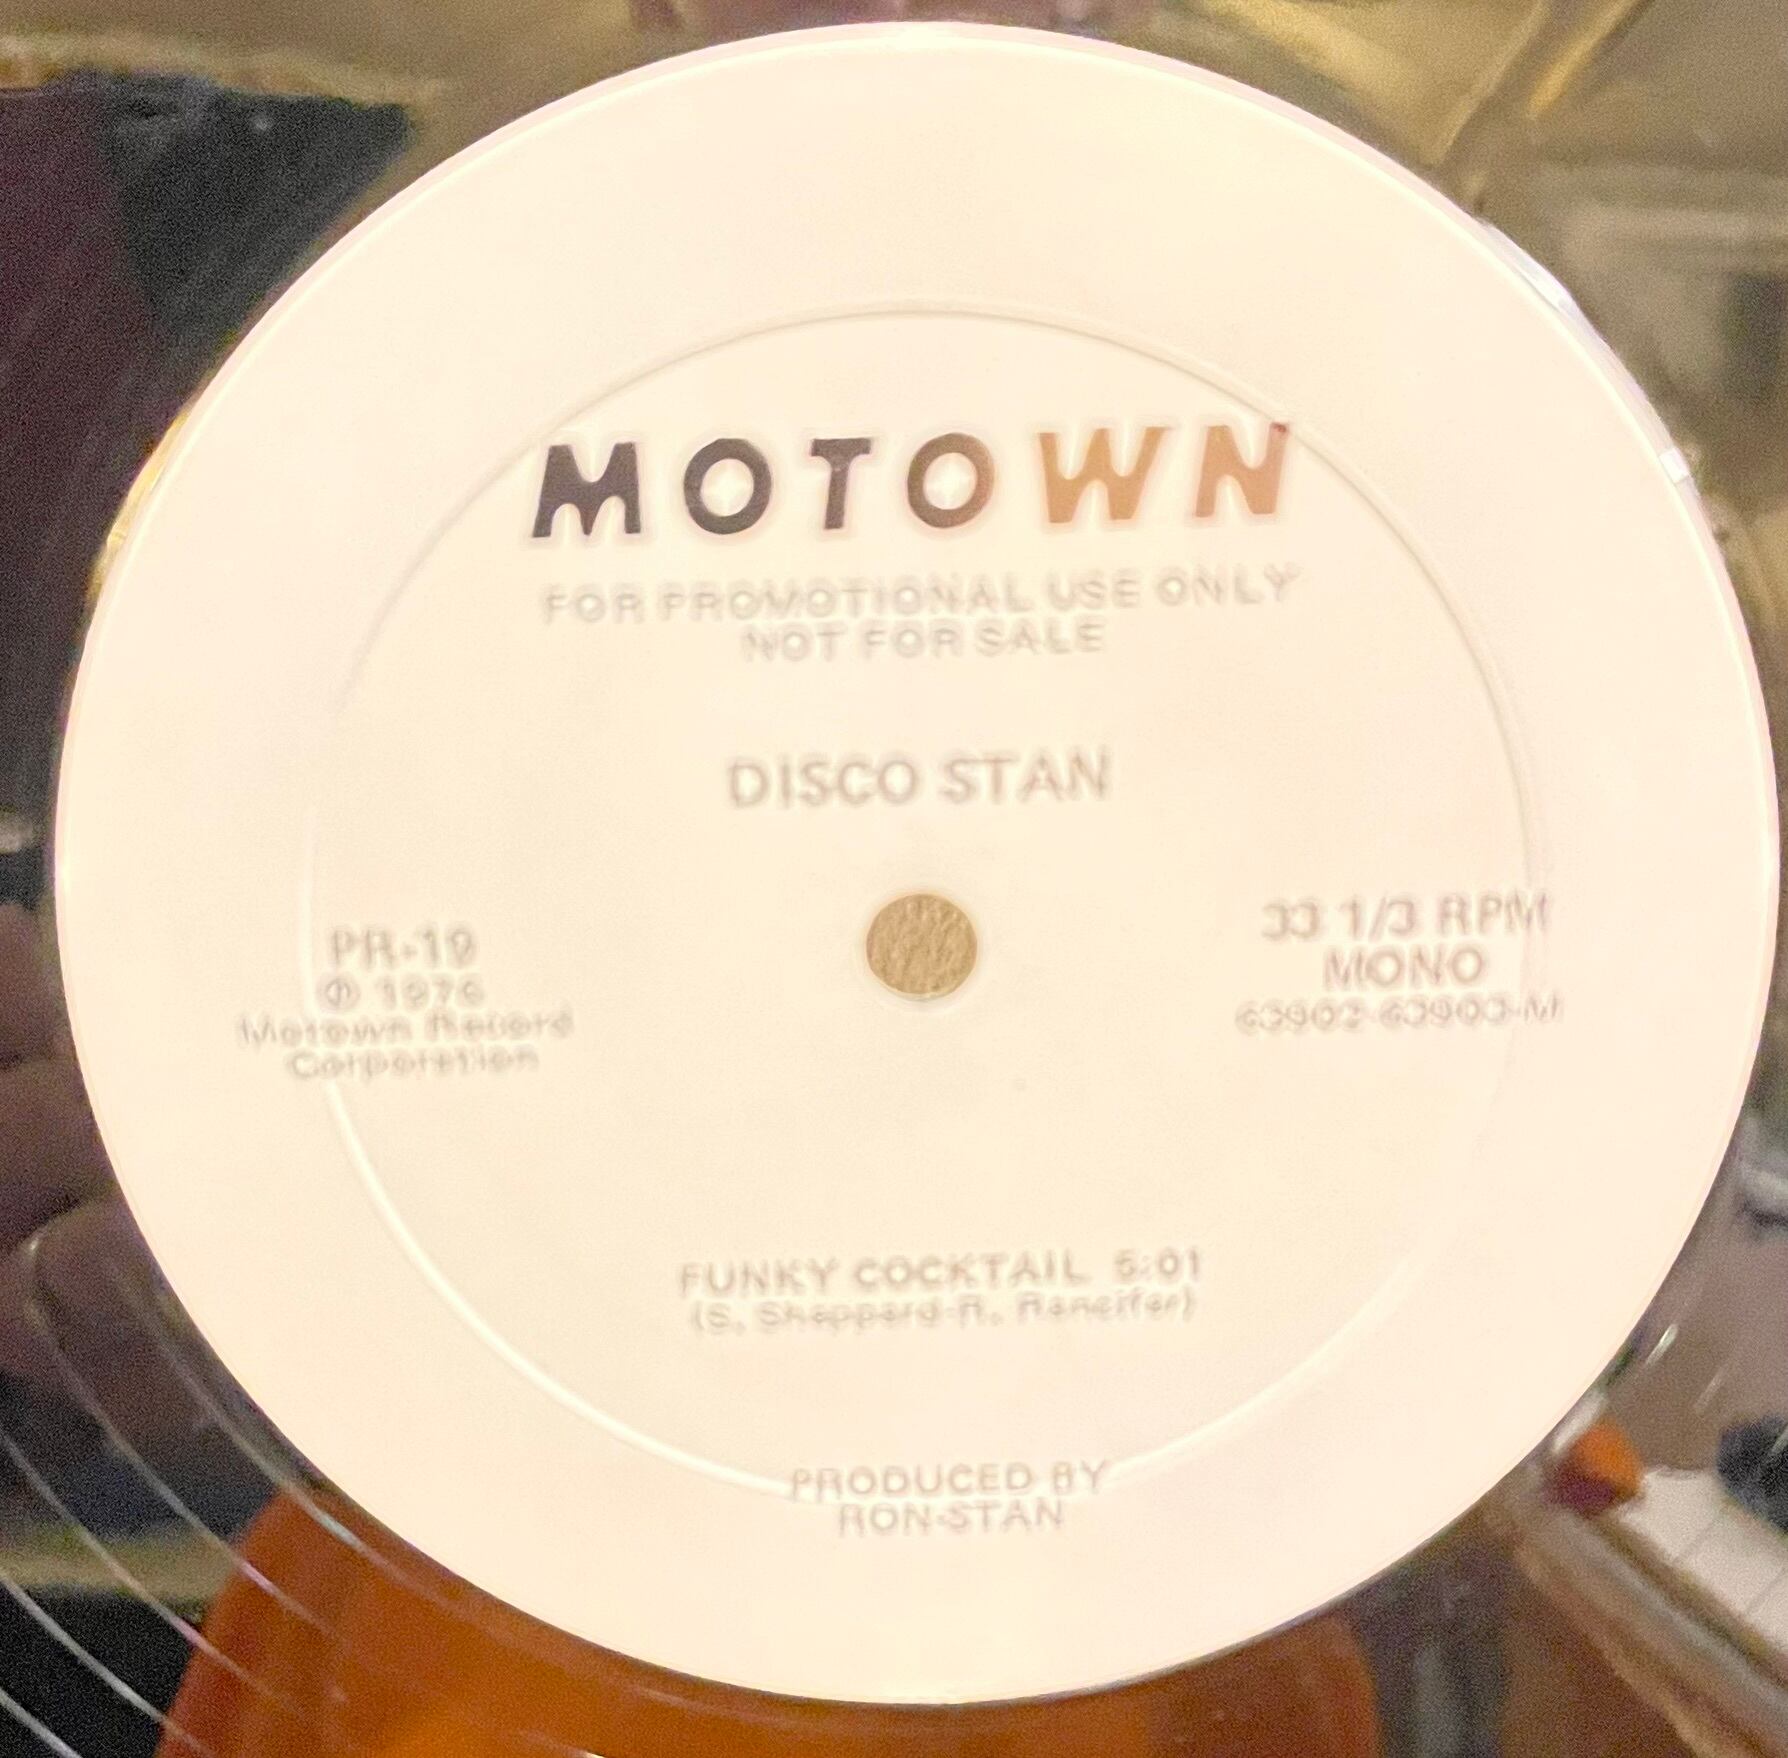 MOTOWN
FOR PROMOTIONAL USE ONLY
NOT FOR SALE
DISCO STAN
PR-19
℗ 1976
Motown Record
Corporation
33 1/3 RPM
MONO
63902-63903-M
FUNKY COCKTAIL 5:01
(S. Sheppard-R. Rancifer)
PRODUCED BY
RON-STAN